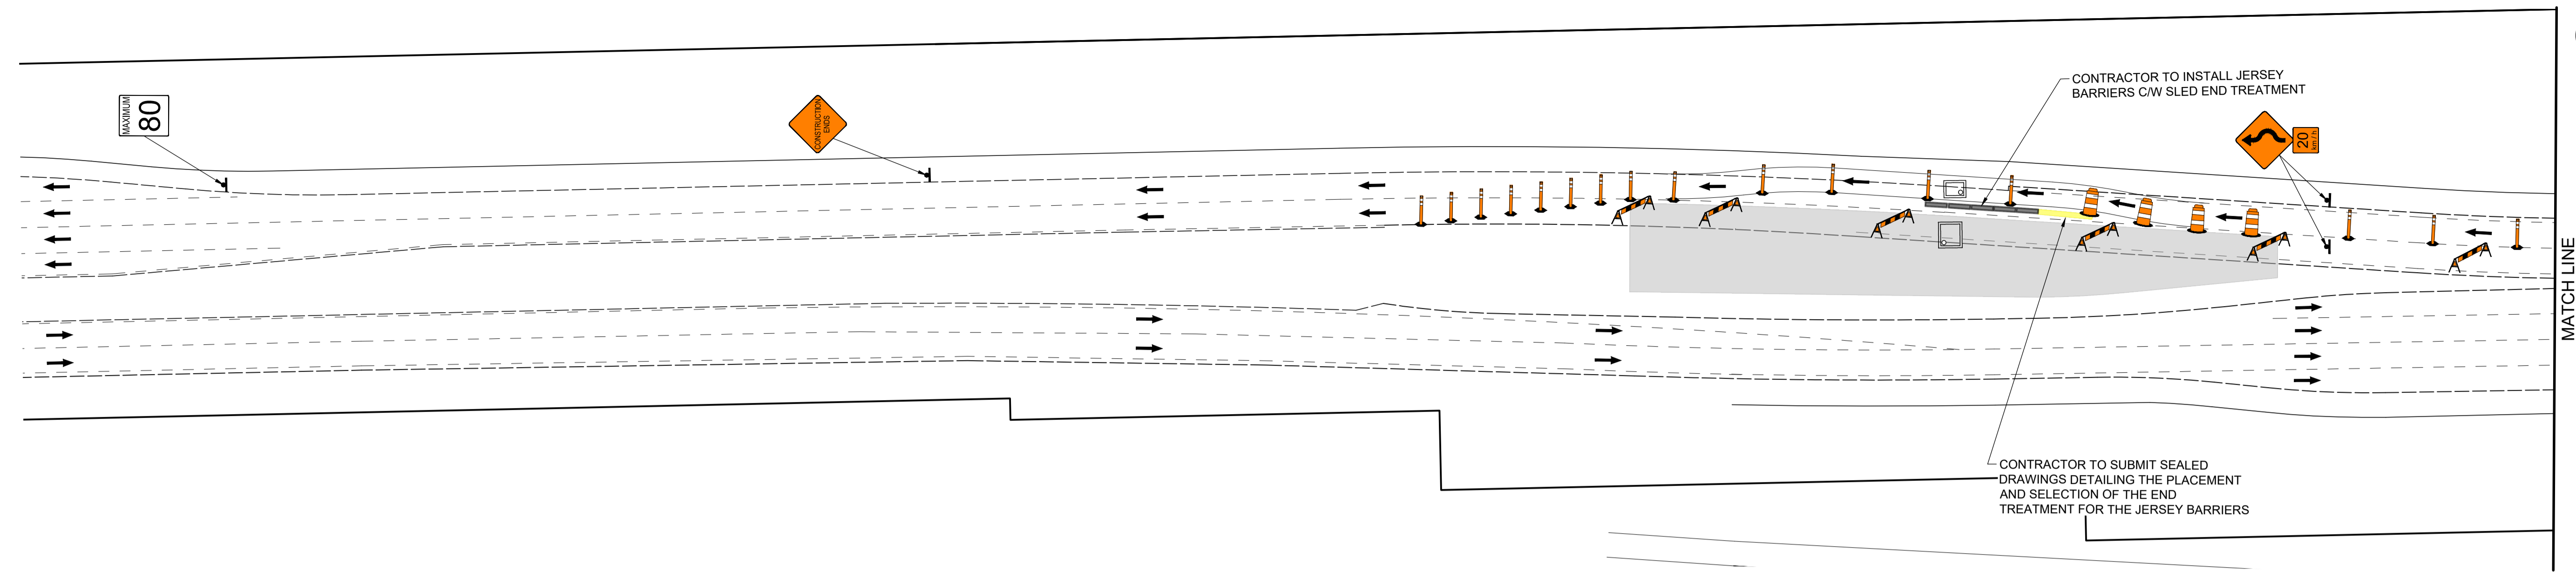 MAXIMUM
80
CONSTRUCTION
ENDS
CONTRACTOR TO INSTALL JERSEY
BARRIERS C/W SLED END TREATMENT
20
km / h
MATCH LINE
CONTRACTOR TO SUBMIT SEALED
DRAWINGS DETAILING THE PLACEMENT
AND SELECTION OF THE END
TREATMENT FOR THE JERSEY BARRIERS